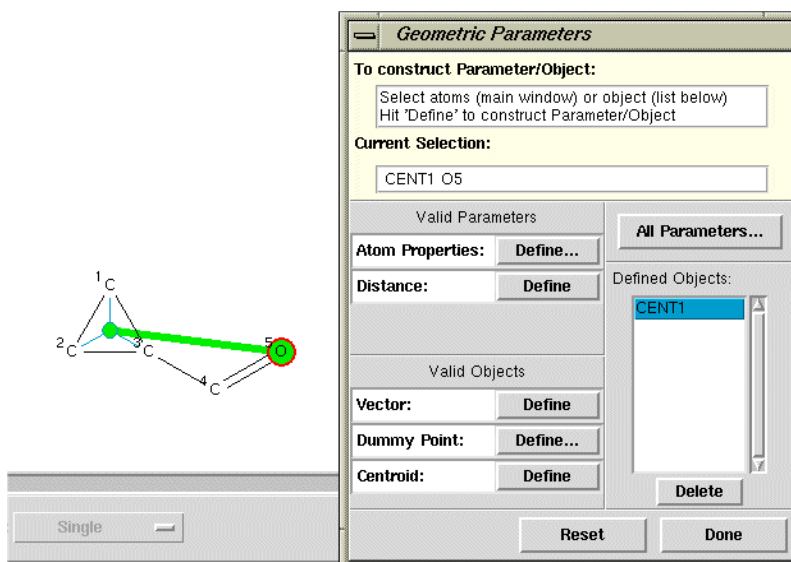 Geometric Parameters
To construct Parameter/Object:
Select atoms (main window) or object (list below)
Hit 'Define' to construct Parameter/Object
Current Selection:
CENT1 O5
Valid Parameters
All Parameters...
Atom Properties: Define...
Distance: Define
Defined Objects:
CENT1
Valid Objects
Vector: Define
Dummy Point: Define...
Centroid: Define
Delete
Reset Done
1 C
2 C
3 C
4 C
5 O
Single